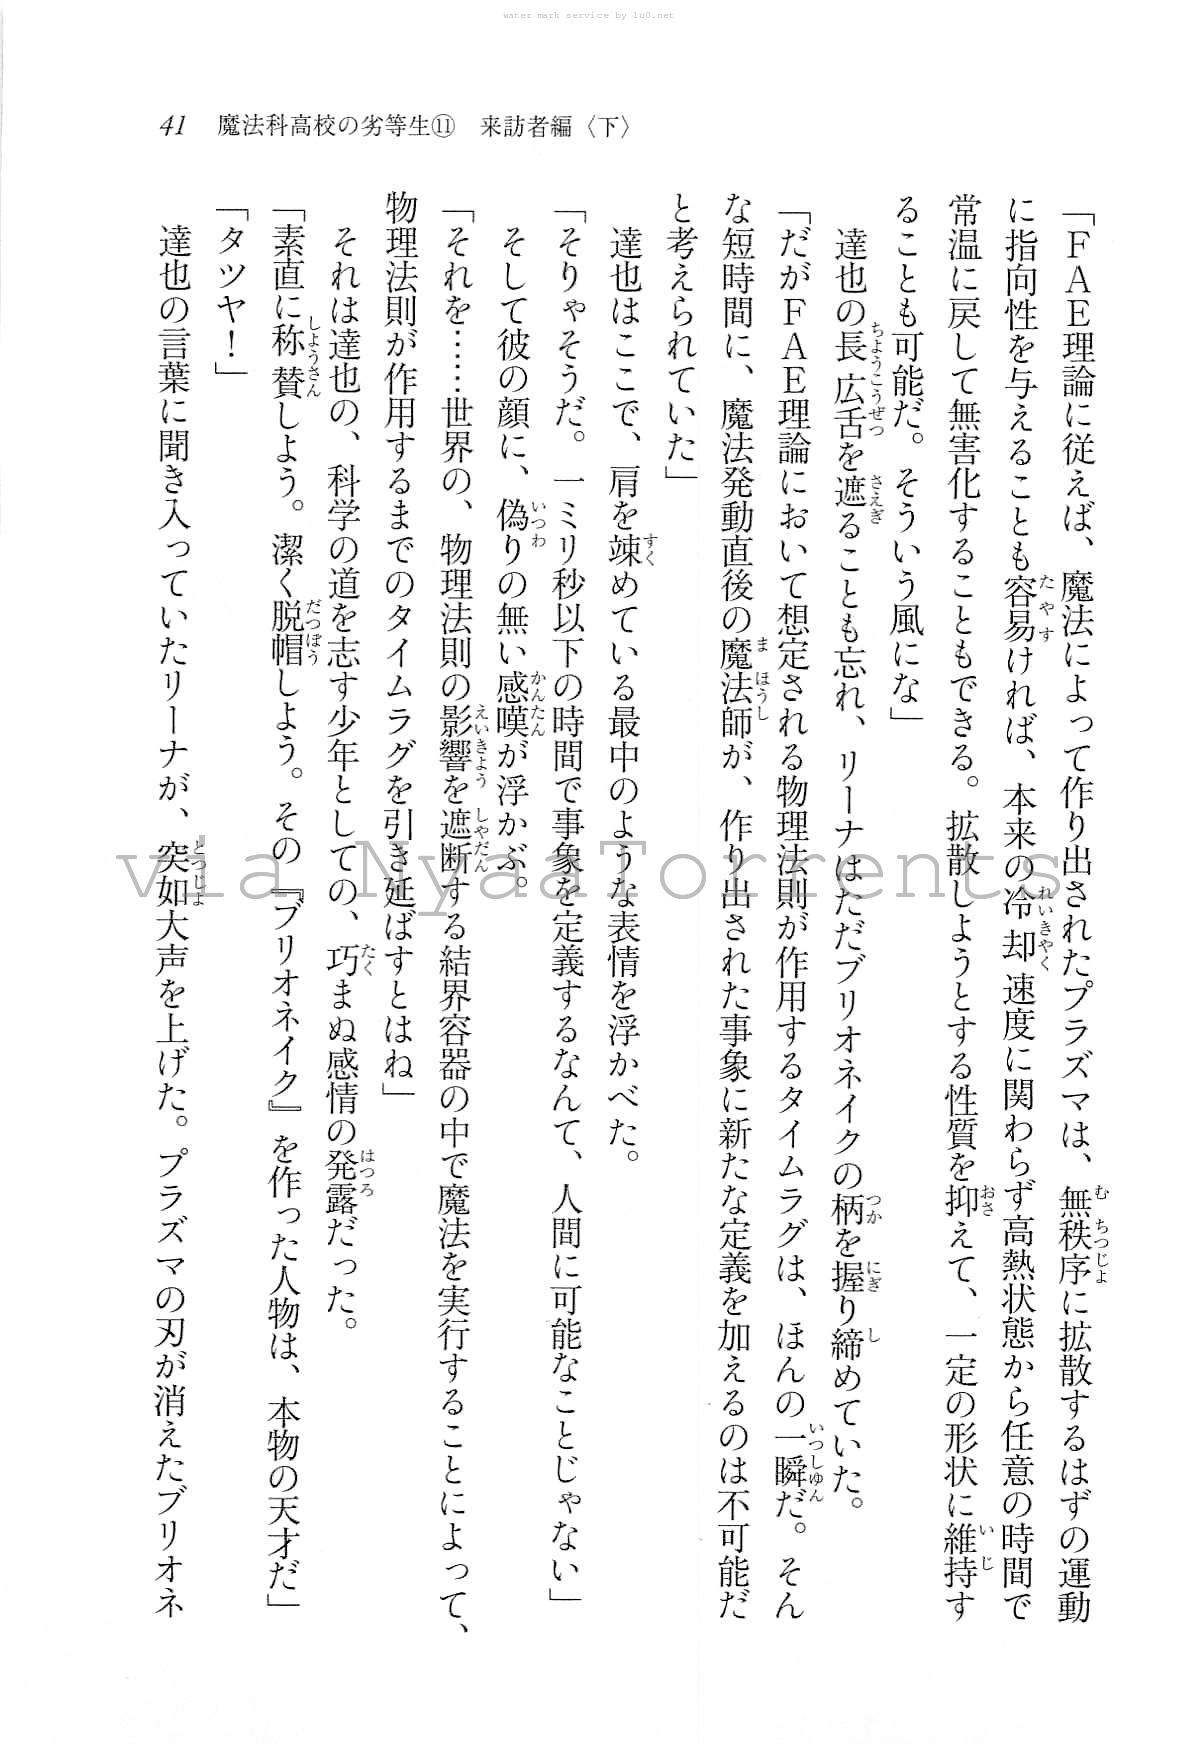 water mark service by lu0.net
41 魔法科高校の劣等生⑪ 来訪者編〈下〉
「ＦＡＥ理論に従えば、魔法によって作り出されたプラズマは、無秩序に拡散するはずの運動
に指向性を与えることも容易ければ、本来の冷却速度に関わらず高熱状態から任意の時間で
常温に戻して無害化することもできる。拡散しようとする性質を抑えて、一定の形状に維持す
ることも可能だ。そういう風にな」
達也の長広舌を遮ることも忘れ、リーナはただブリオネイクの柄を握り締めていた。
「だがＦＡＥ理論において想定される物理法則が作用するタイムラグは、ほんの一瞬だ。そん
な短時間に、魔法発動直後の魔法師が、作り出された事象に新たな定義を加えるのは不可能だ
と考えられていた」
達也はここで、肩を竦めている最中のような表情を浮かべた。
「そりゃそうだ。一ミリ秒以下の時間で事象を定義するなんて、人間に可能なことじゃない」
そして彼の顔に、偽りの無い感嘆が浮かぶ。
「それを……世界の、物理法則の影響を遮断する結界容器の中で魔法を実行することによって、
物理法則が作用するまでのタイムラグを引き延ばすとはね」
それは達也の、科学の道を志す少年としての、巧まぬ感情の発露だった。
「素直に称賛しよう。潔く脱帽しよう。その『ブリオネイク』を作った人物は、本物の天才だ」
「タツヤ！」
達也の言葉に聞き入っていたリーナが、突如大声を上げた。プラズマの刃が消えたブリオネ
via NyaaTorrents